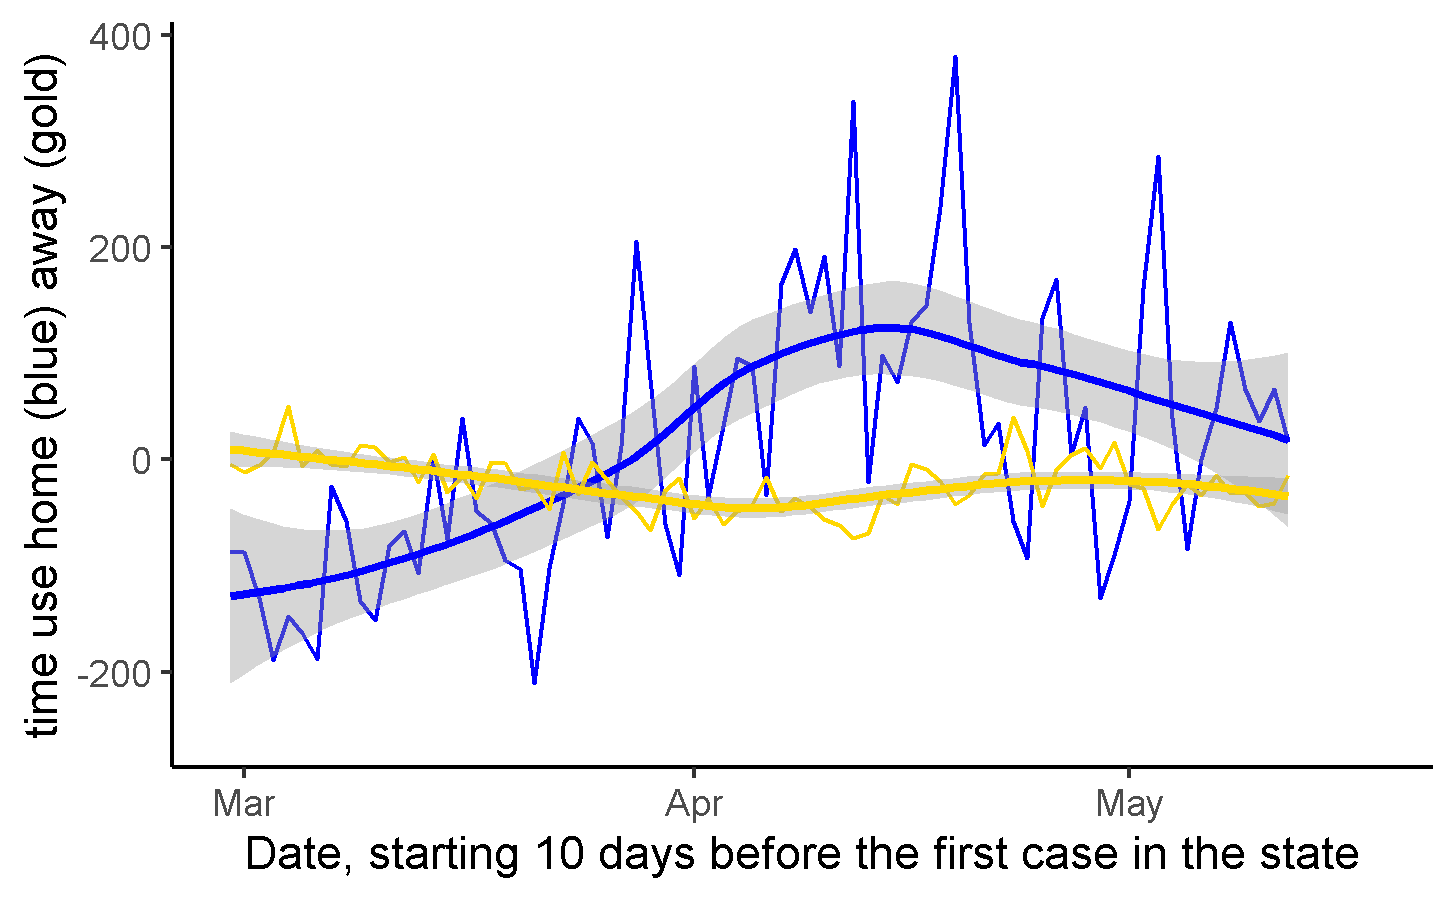 time use home (blue) away (gold)
400
200
0
-200
Mar Apr May
Date, starting 10 days before the first case in the state